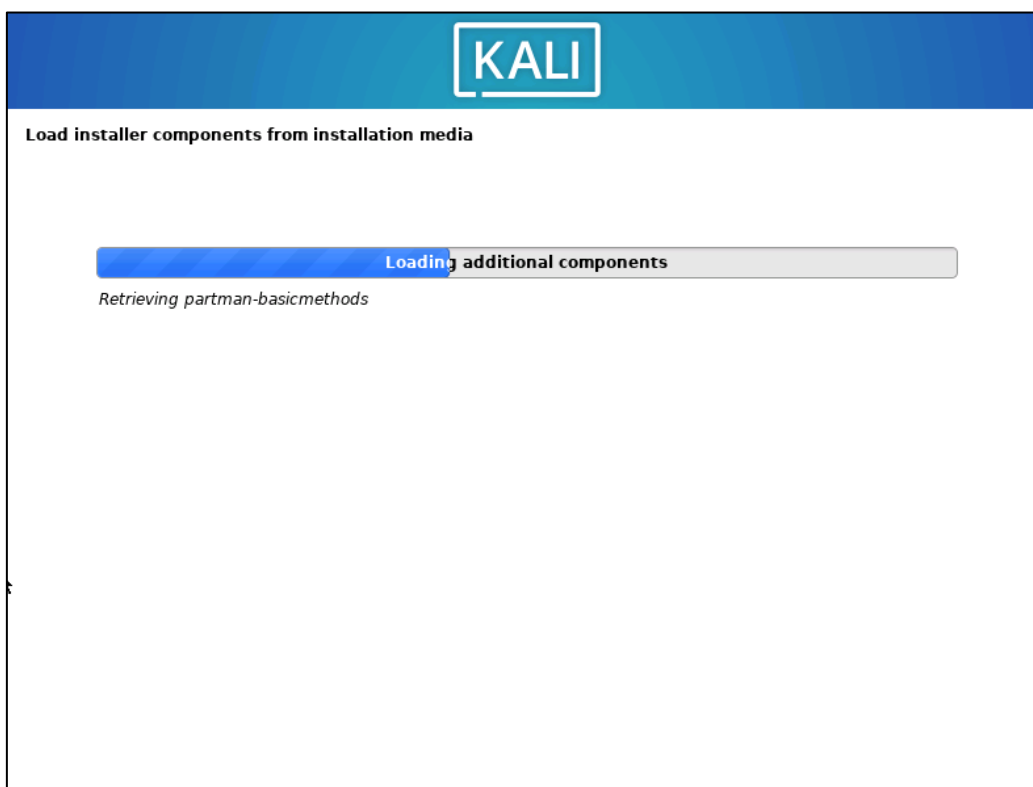 KALI
Load installer components from installation media
Loading additional components
Retrieving partman-basicmethods